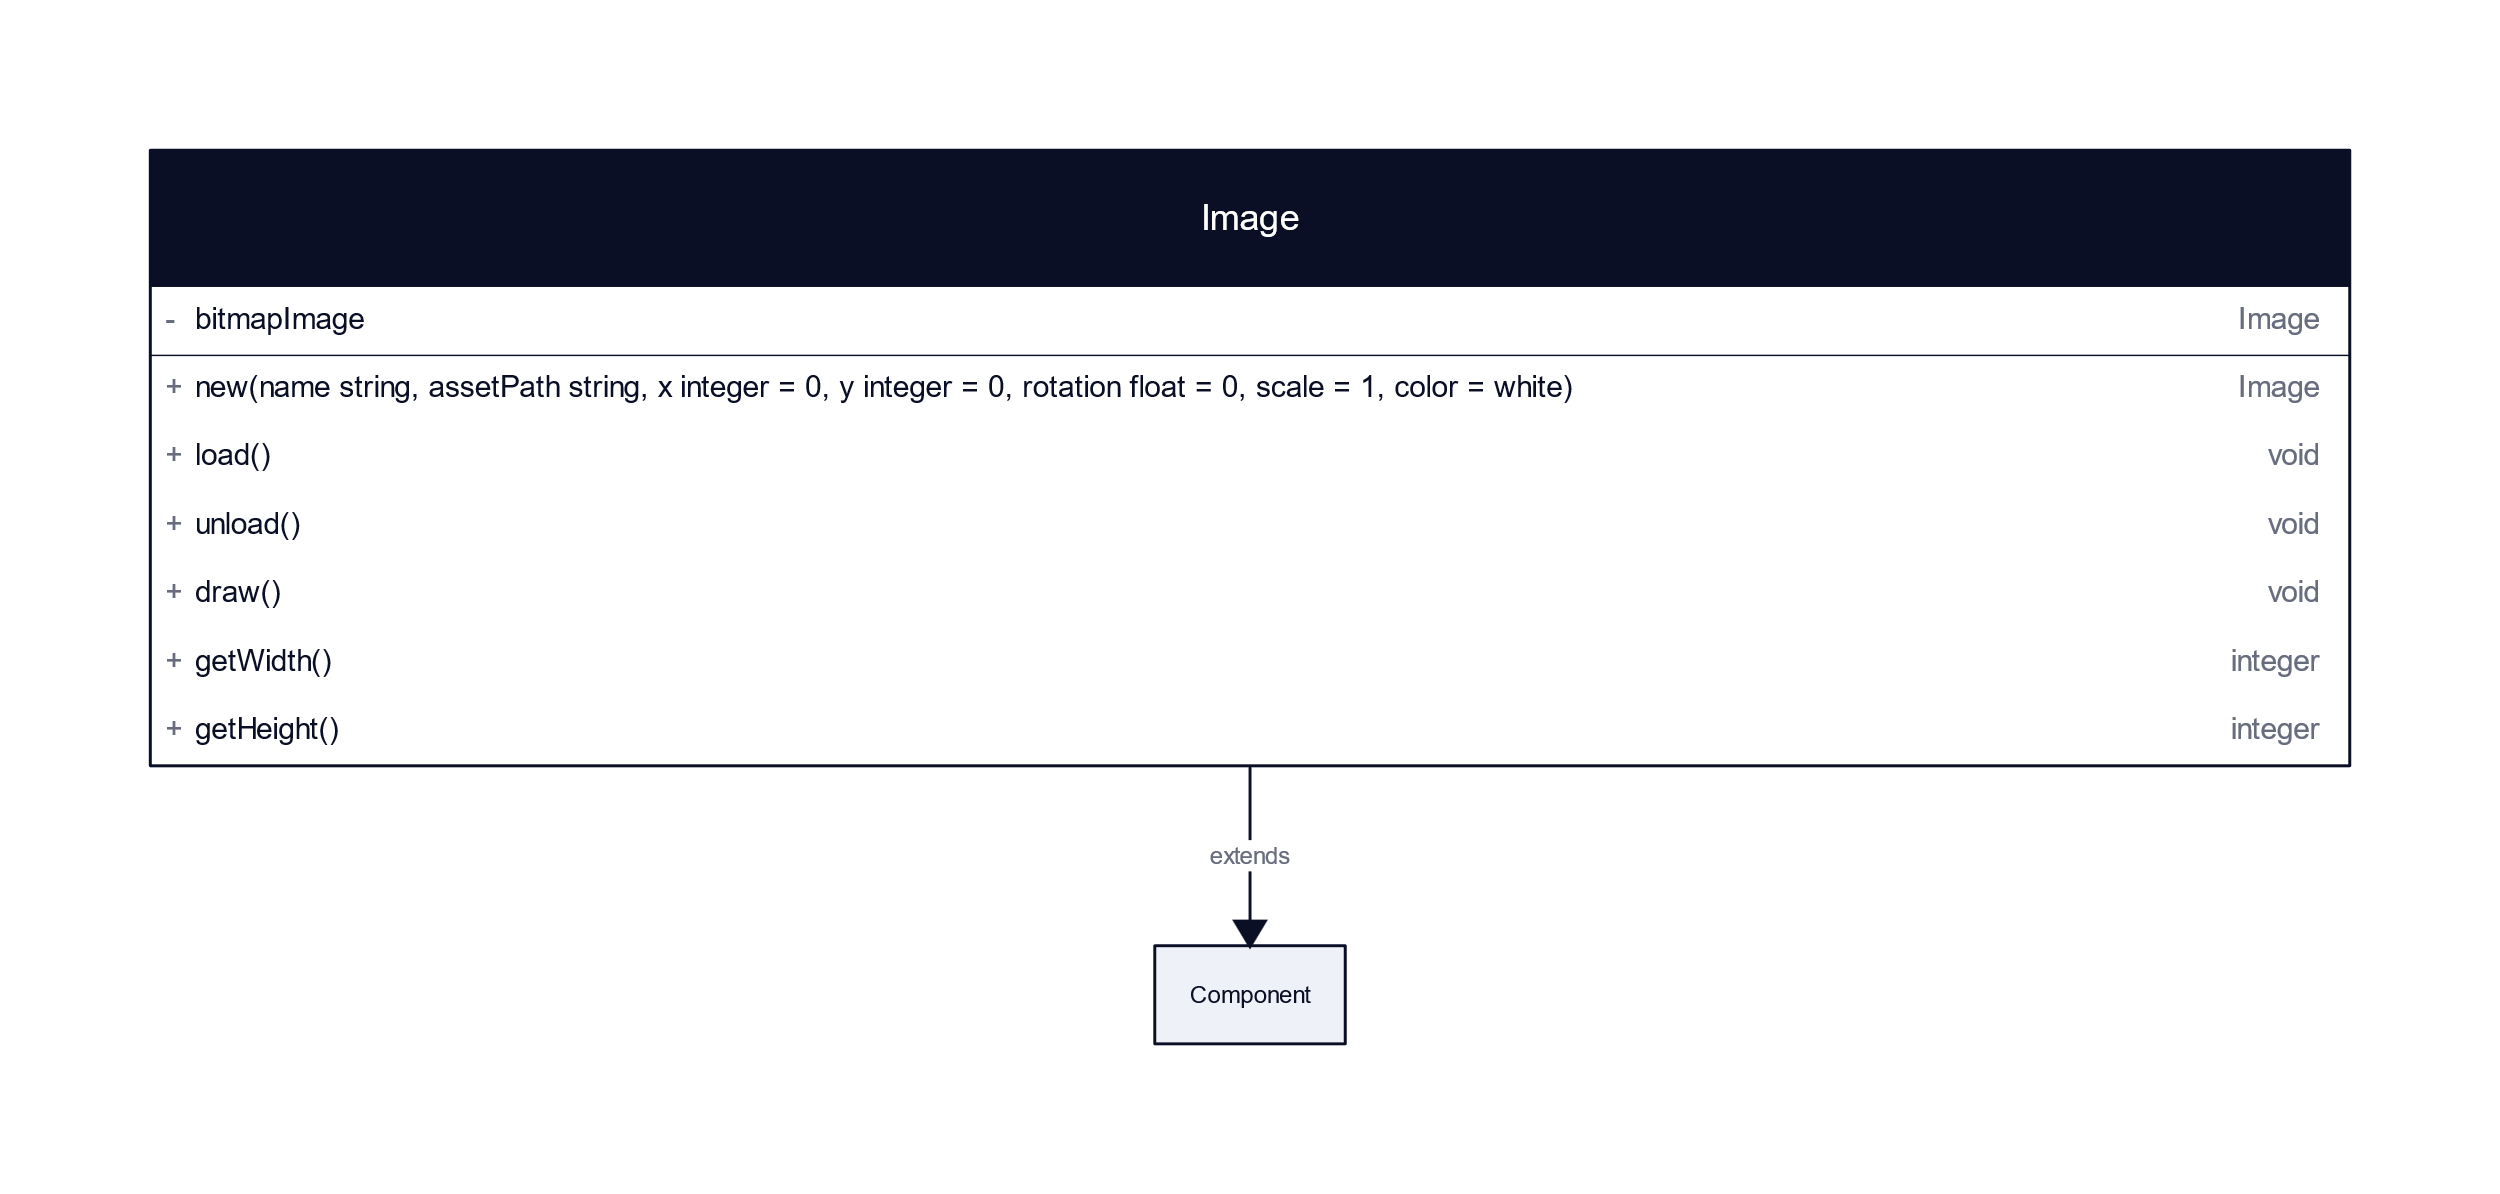 Image
- bitmapImage Image
+ new(name string, assetPath string, x integer = 0, y integer = 0, rotation float = 0, scale = 1, color = white) Image
+ load() void
+ unload() void
+ draw() void
+ getWidth() integer
+ getHeight() integer
extends
Component